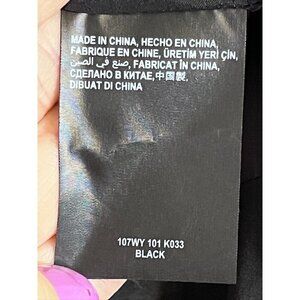 MADE IN CHINA, HECHO EN CHINA,
FABRIQUE EN CHINE, ÜRETİM YERİ ÇİN,
صنع في الصين, FABRICAT ÎN CHINA,
СДЕЛАНО В КИТАЕ,中国製,
DIBUAT DI CHINA
107WY 101 K033
BLACK